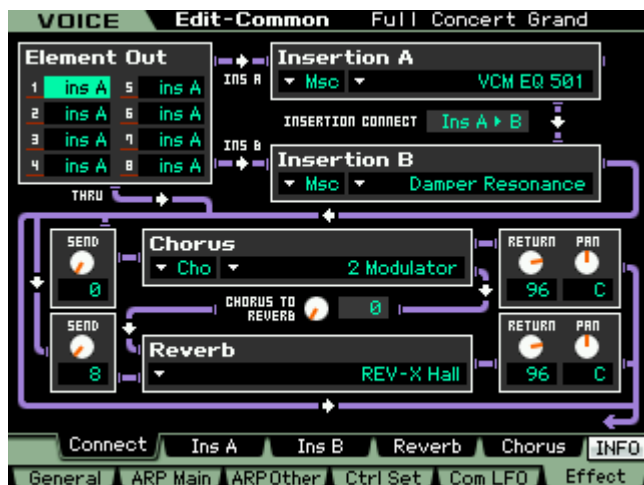 VOICE Edit-Common Full Concert Grand
Element Out
1 ins A 5 ins A
2 ins A 6 ins A
3 ins A 7 ins A
4 ins A 8 ins A
THRU
INS A
Insertion A
Msc VCM EQ 501
INSERTION CONNECT Ins A ▸ B
INS B
Insertion B
Msc Damper Resonance
SEND
0
Chorus
Cho 2 Modulator
RETURN PAN
96 C
CHORUS TO
REVERB 0
SEND
8
Reverb
REV-X Hall
RETURN PAN
96 C
Connect Ins A Ins B Reverb Chorus INFO
General ARP Main ARP Other Ctrl Set Com LFO Effect